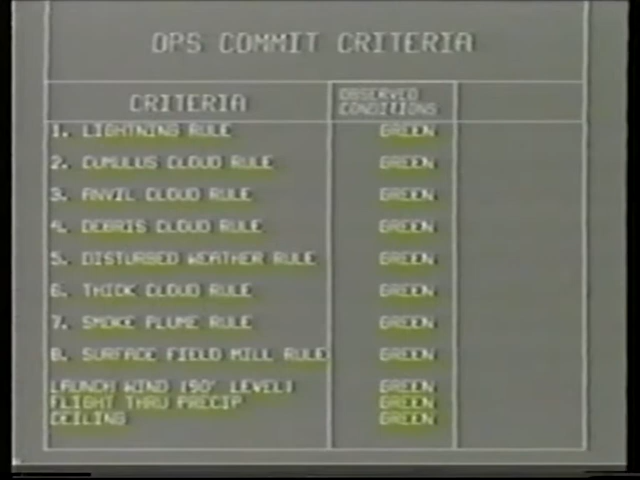 OPS COMMIT CRITERIA
CRITERIA
OBSERVED
CONDITIONS
1. LIGHTNING RULE GREEN
2. CUMULUS CLOUD RULE GREEN
3. ANVIL CLOUD RULE GREEN
4. DEBRIS CLOUD RULE GREEN
5. DISTURBED WEATHER RULE GREEN
6. THICK CLOUD RULE GREEN
7. SMOKE PLUME RULE GREEN
8. SURFACE FIELD MILL RULE GREEN
LAUNCH WIND (90' LEVEL) GREEN
FLIGHT THRU PRECIP GREEN
CEILING GREEN